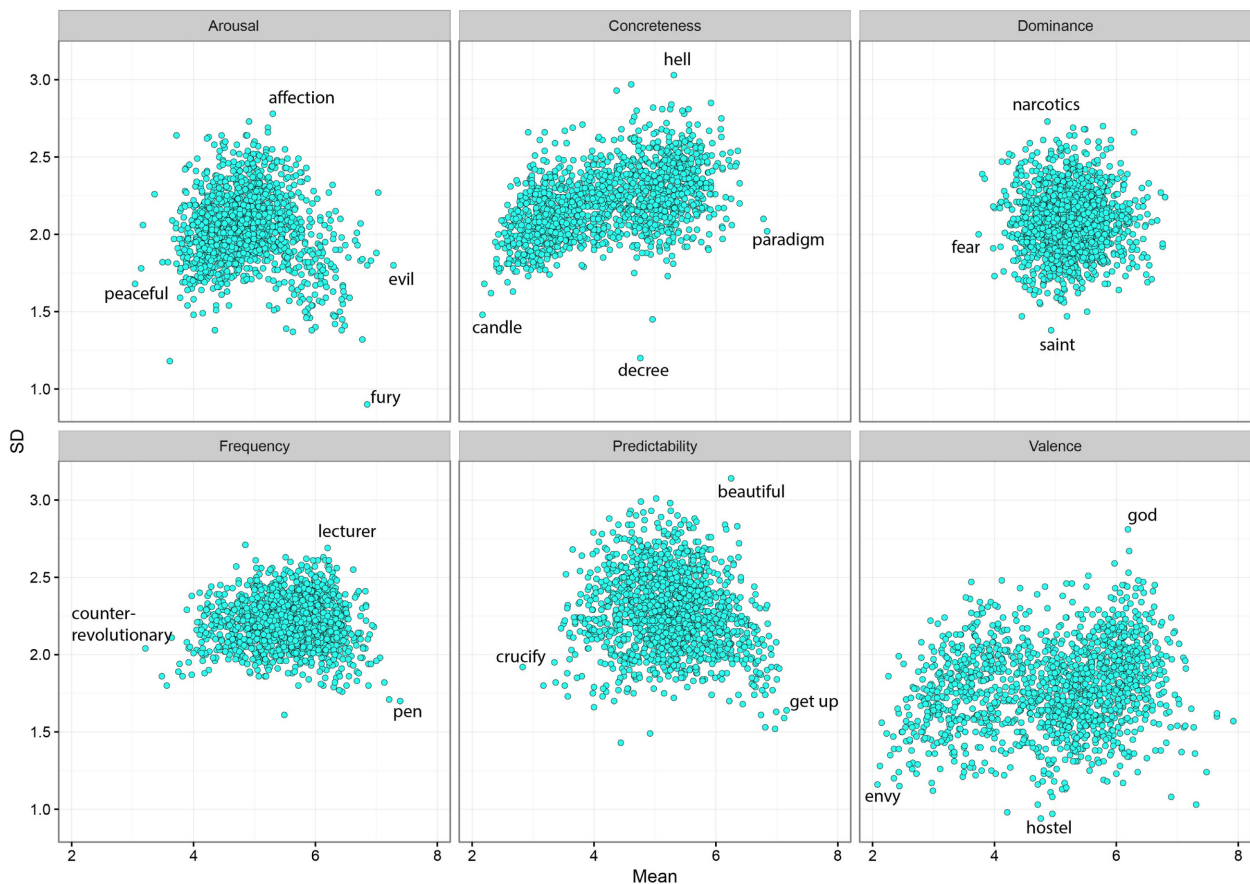 Arousal
Concreteness
Dominance
3.0
2.5
2.0
1.5
1.0
affection
peaceful
evil
fury
hell
paradigm
candle
decree
narcotics
fear
saint
SD
Frequency
Predictability
Valence
3.0
2.5
2.0
1.5
1.0
lecturer
counter-
revolutionary
pen
beautiful
crucify
get up
god
envy
hostel
2 4 6 8
2 4 6 8
2 4 6 8
Mean